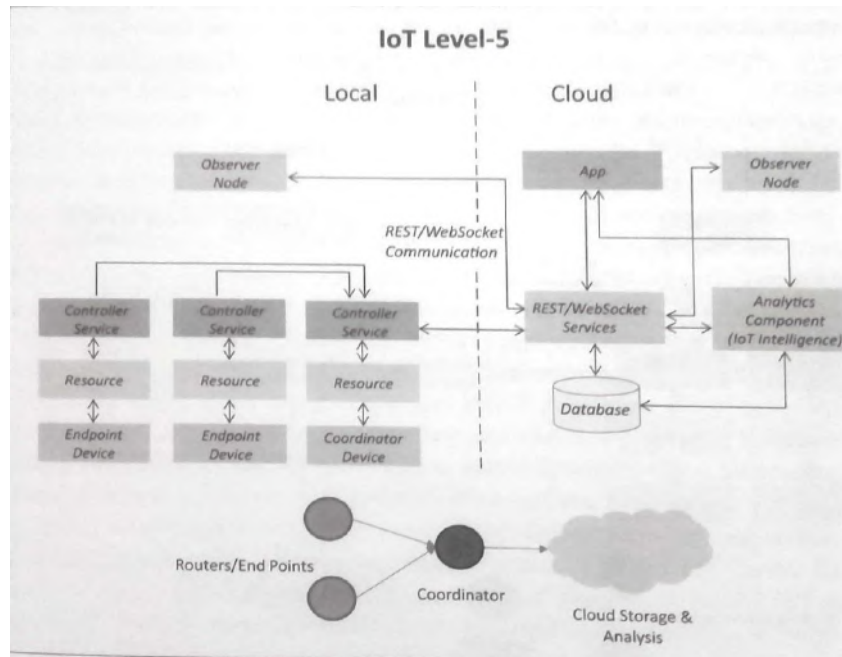 IoT Level-5
Local
Cloud
Observer
Node
App
Observer
Node
REST/WebSocket
Communication
Controller
Service
Controller
Service
Controller
Service
REST/WebSocket
Services
Analytics
Component
(IoT Intelligence)
Resource
Resource
Resource
Database
Endpoint
Device
Endpoint
Device
Coordinator
Device
Routers/End Points
Coordinator
Cloud Storage &
Analysis